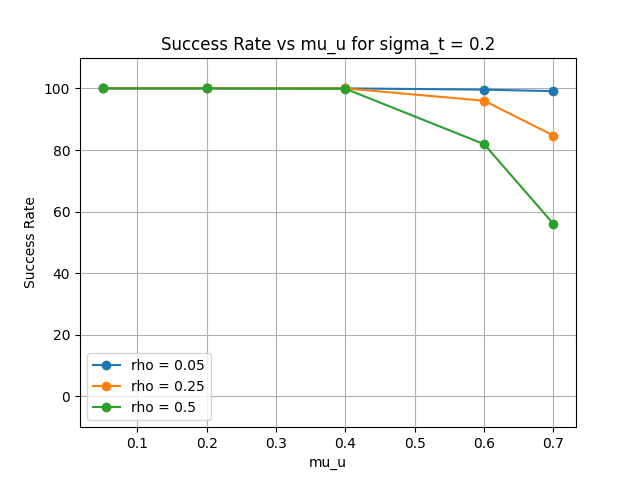 Success Rate vs mu_u for sigma_t = 0.2
100
80
60
40
20
0
Success Rate
rho = 0.05
rho = 0.25
rho = 0.5
0.1 0.2 0.3 0.4 0.5 0.6 0.7
mu_u